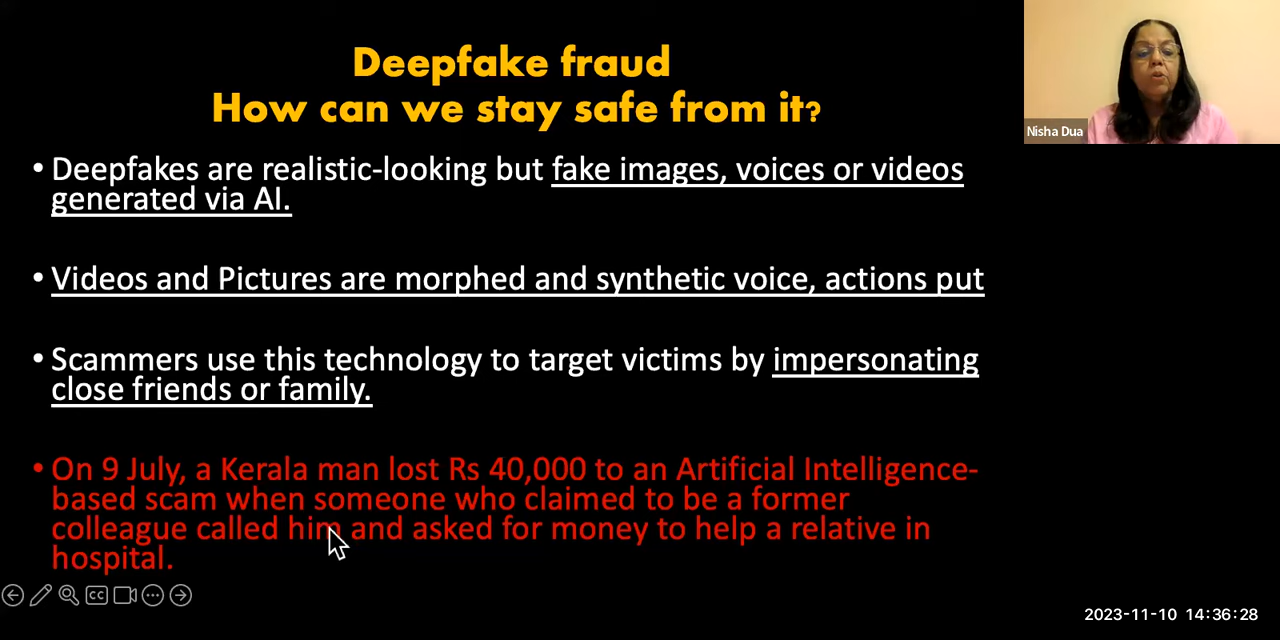 Deepfake fraud
How can we stay safe from it?
Nisha Dua
• Deepfakes are realistic-looking but fake images, voices or videos
generated via AI.
• Videos and Pictures are morphed and synthetic voice, actions put
• Scammers use this technology to target victims by impersonating
close friends or family.
• On 9 July, a Kerala man lost Rs 40,000 to an Artificial Intelligence-
based scam when someone who claimed to be a former
colleague called him and asked for money to help a relative in
hospital.
CC
2023-11-10 14:36:28